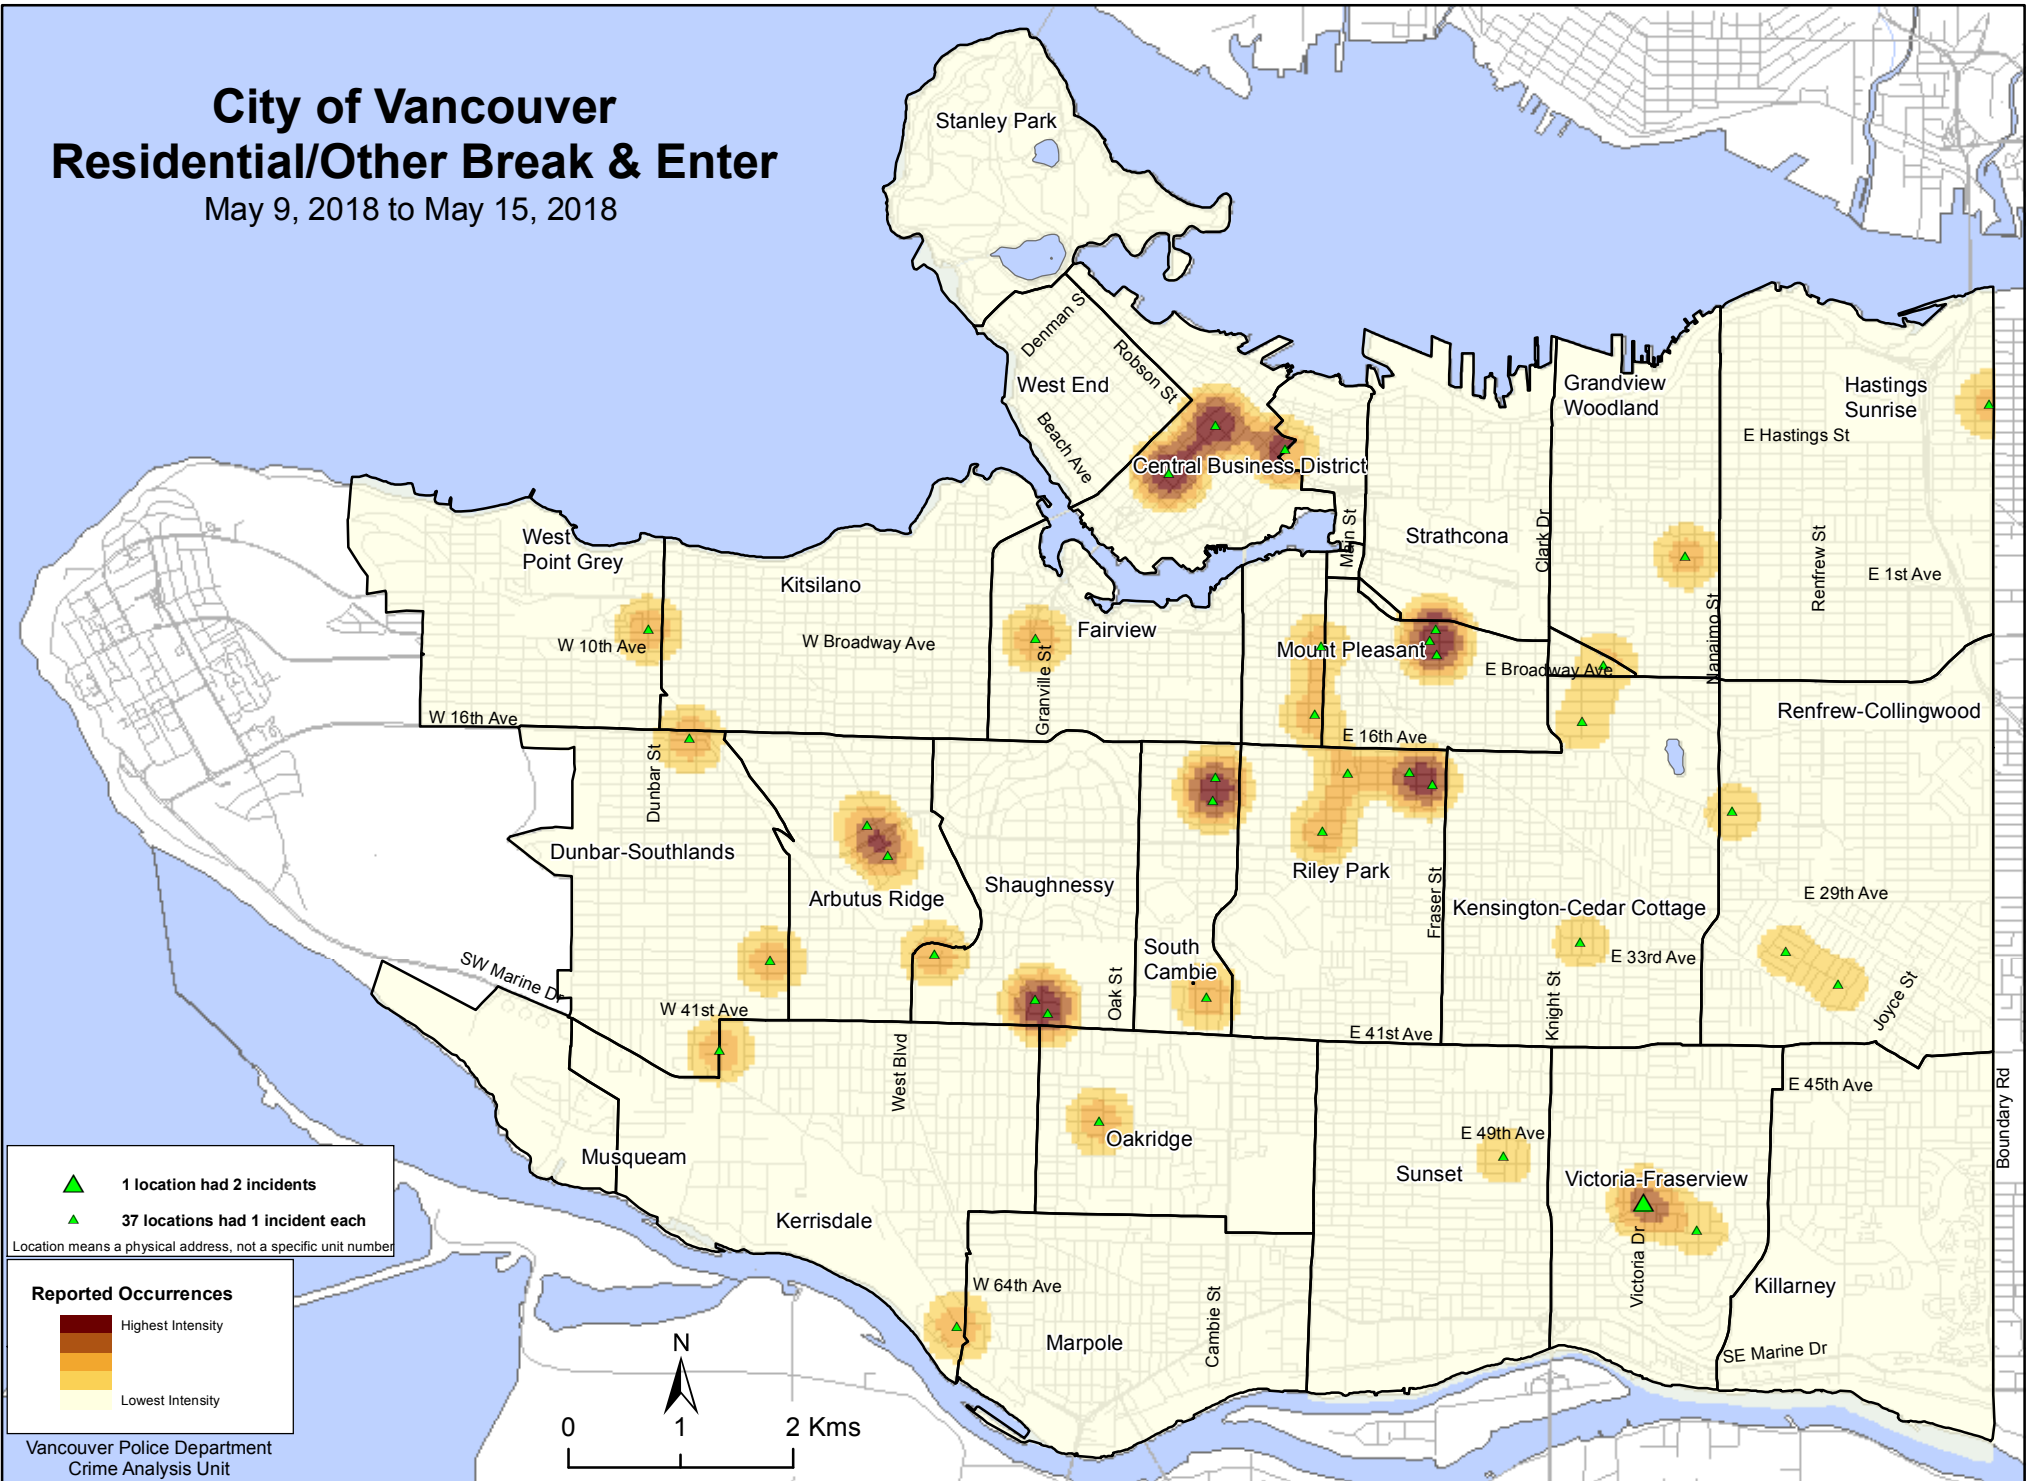 City of Vancouver
Residential/Other Break & Enter
May 9, 2018 to May 15, 2018
Stanley Park
Denman S
Robson St
West End
Beach Ave
Central Business District
Grandview
Woodland
Hastings
Sunrise
E Hastings St
West
Point Grey
Kitsilano
Main St
Strathcona
Clark Dr
Renfrew St
E 1st Ave
Nanaimo St
W 10th Ave
W Broadway Ave
Fairview
Granville St
Mount Pleasant
E Broadway Ave
W 16th Ave
E 16th Ave
Renfrew-Collingwood
Dunbar St
Dunbar-Southlands
Arbutus Ridge
Shaughnessy
Riley Park
Fraser St
Kensington-Cedar Cottage
E 29th Ave
South
Cambie
Oak St
E 33rd Ave
Knight St
Joyce St
SW Marine Dr
W 41st Ave
E 41st Ave
West Blvd
E 45th Ave
Boundary Rd
Oakridge
E 49th Ave
Musqueam
Sunset
Victoria-Fraserview
Kerrisdale
Victoria Dr
Killarney
W 64th Ave
Cambie St
Marpole
SE Marine Dr
1 location had 2 incidents
37 locations had 1 incident each
Location means a physical address, not a specific unit number
Reported Occurrences
Highest Intensity
Lowest Intensity
Vancouver Police Department
Crime Analysis Unit
N
0 1 2 Kms